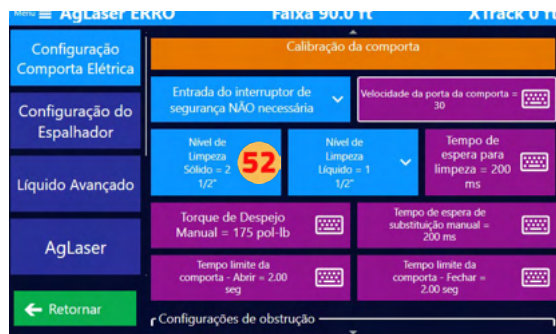 Menu ≡ AgLaser ERRO Faixa 90.0 ft XTrack 0 ft
Configuração
Comporta Elétrica
Configuração do
Espalhador
Líquido Avançado
AgLaser
Retornar
Calibração da comporta
Entrada do interruptor de
segurança NÃO necessária
Velocidade da porta da comporta =
30
Nível de
Limpeza
Sólido = 2
1/2"
52
Nível de
Limpeza
Líquido = 1
1/2"
Tempo de
espera para
limpeza = 200
ms
Torque de Despejo
Manual = 175 pol-lb
Tempo de espera de
substituição manual =
200 ms
Tempo limite da
comporta - Abrir = 2.00
seg
Tempo limite da
comporta - Fechar =
2.00 seg
Configurações de obstrução